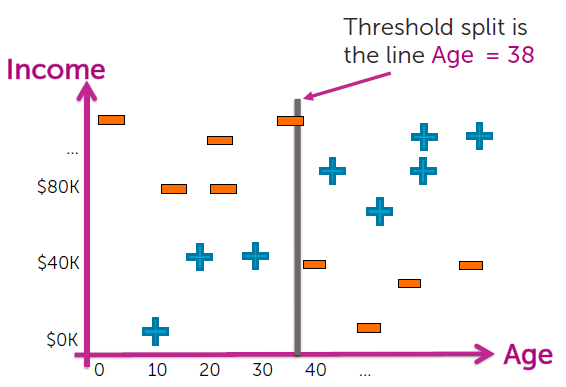 Threshold split is
the line Age = 38
Income
...
$80K
$40K
$0K
0 10 20 30 40 ...
Age